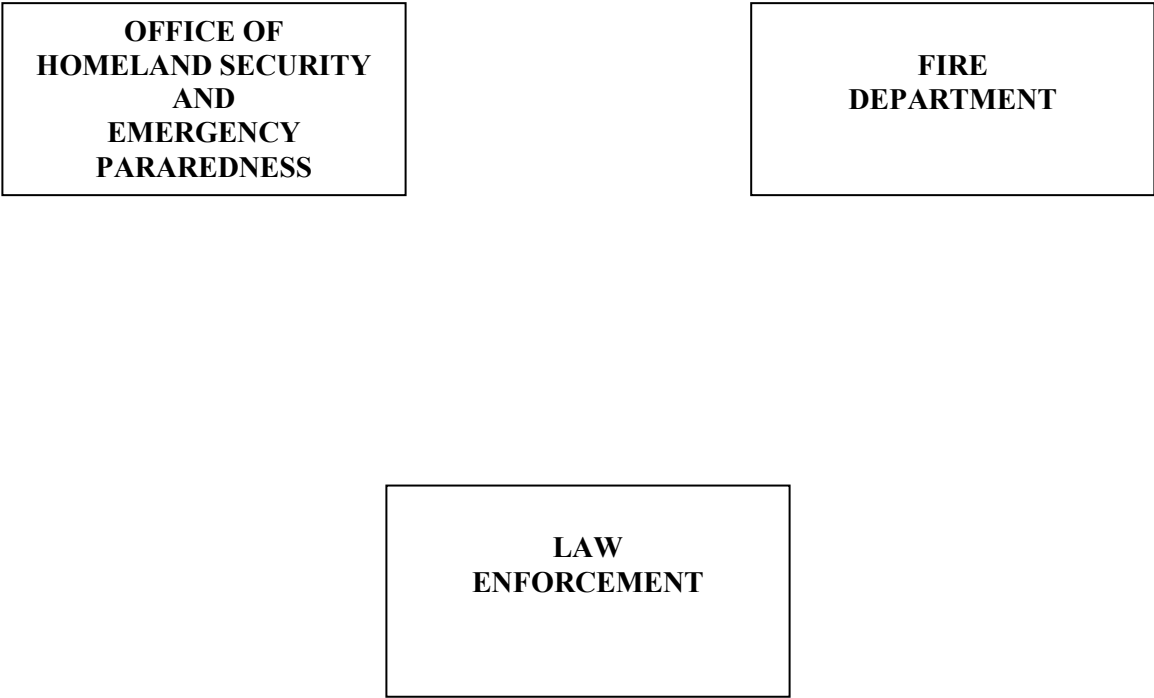 OFFICE OF
HOMELAND SECURITY
AND
EMERGENCY
PARAREDNESS
FIRE
DEPARTMENT
LAW
ENFORCEMENT